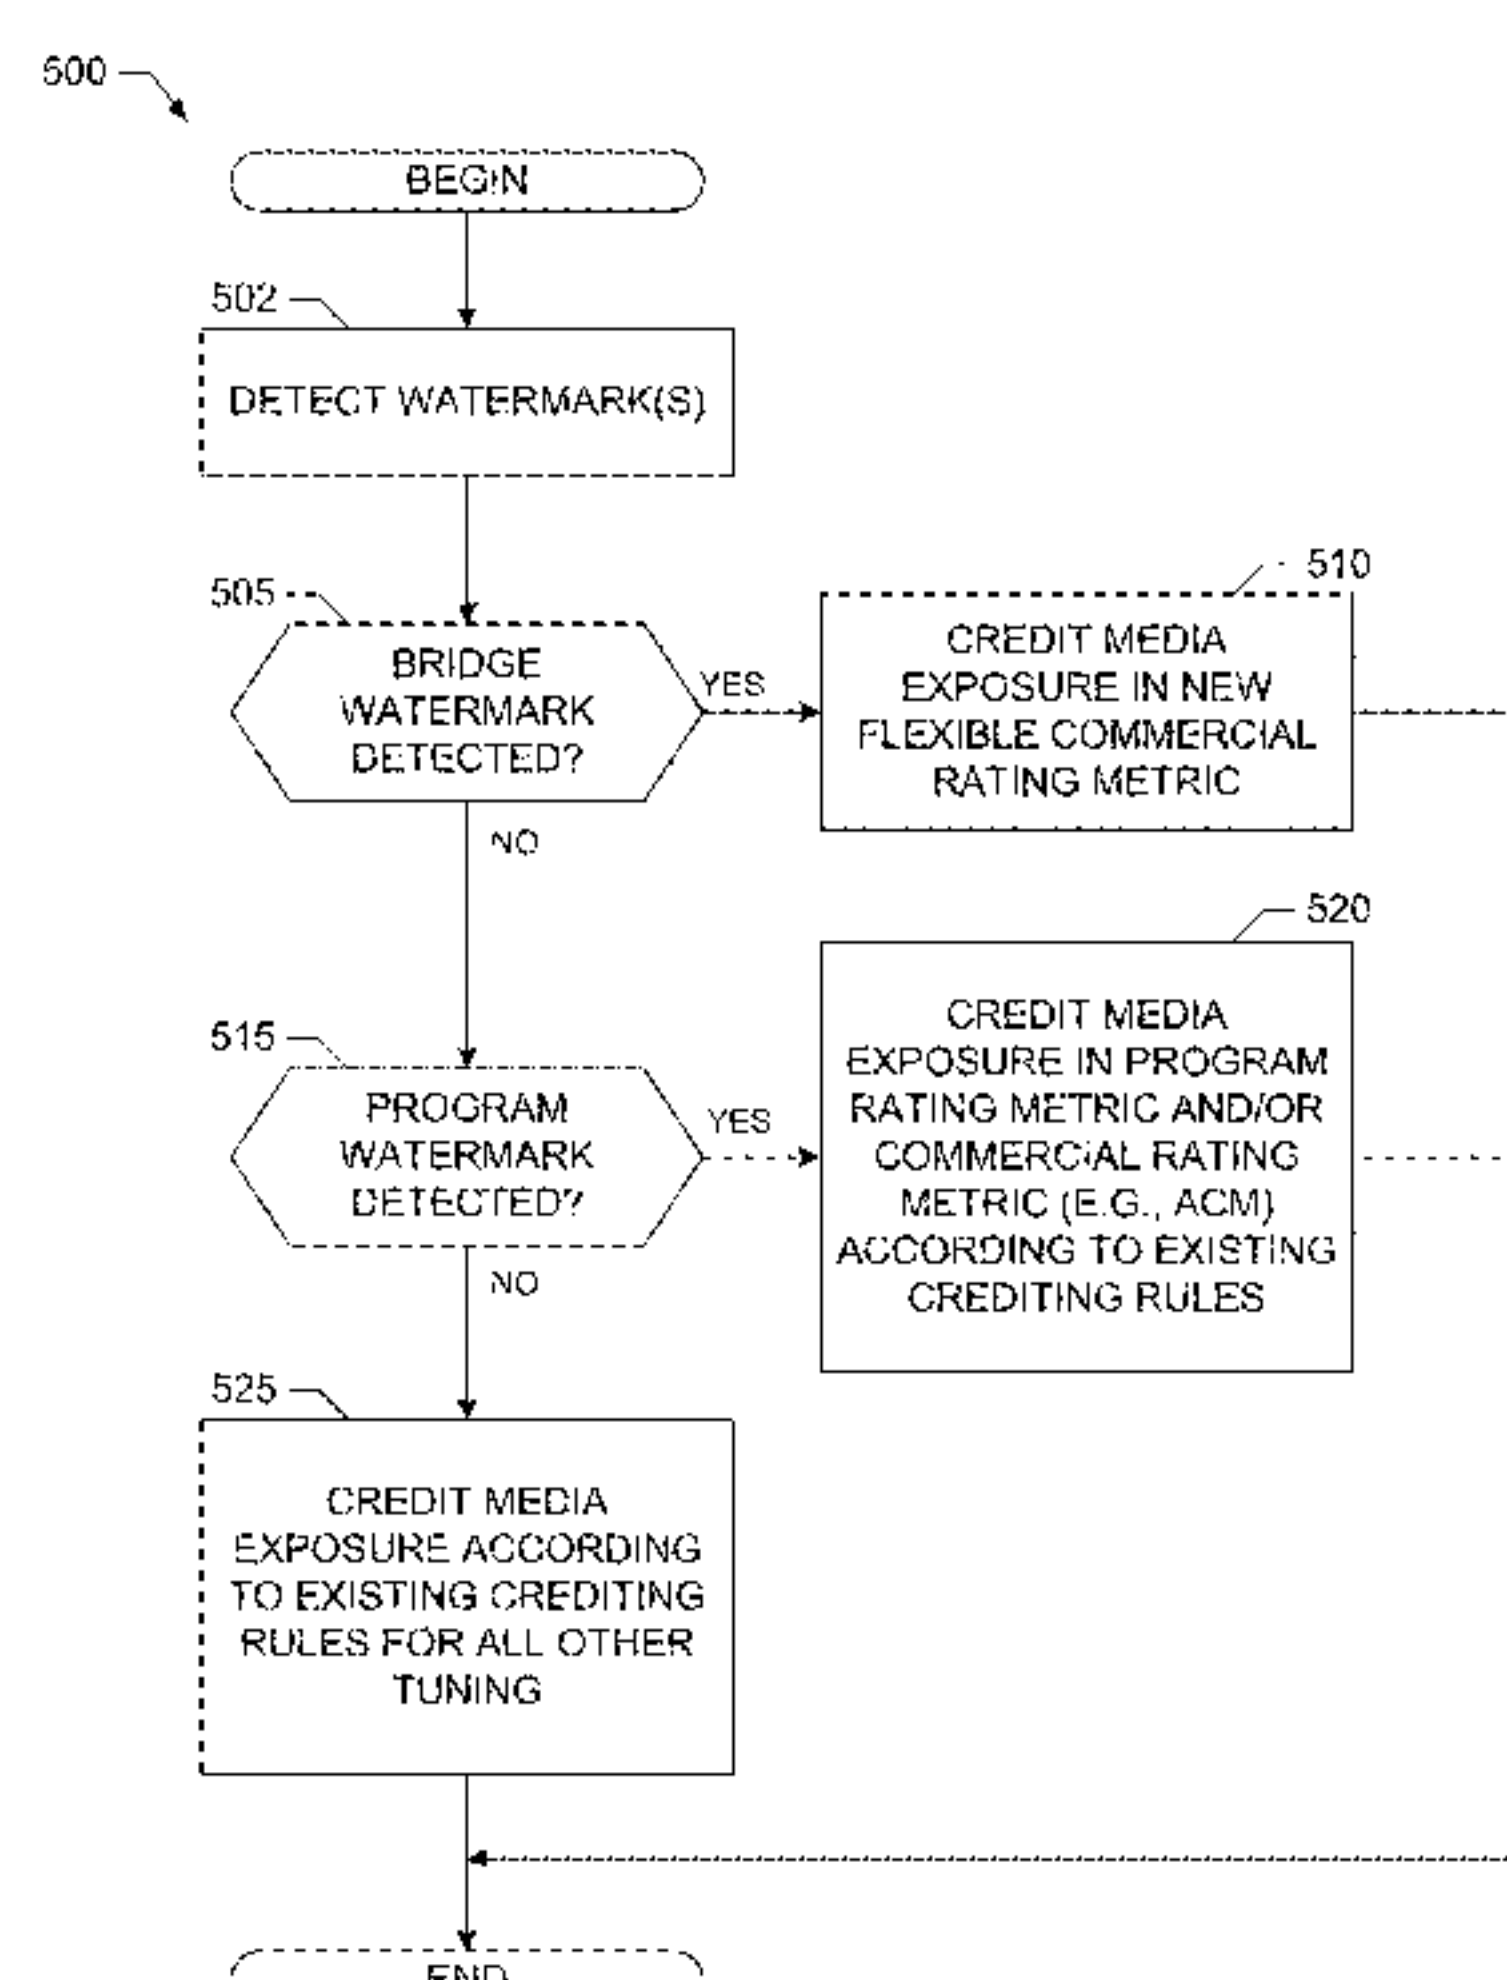 500
BEGIN
502
DETECT WATERMARK(S)
505
BRIDGE
WATERMARK
DETECTED?
YES
NO
510
CREDIT MEDIA
EXPOSURE IN NEW
FLEXIBLE COMMERCIAL
RATING METRIC
515
PROGRAM
WATERMARK
DETECTED?
YES
NO
520
CREDIT MEDIA
EXPOSURE IN PROGRAM
RATING METRIC AND/OR
COMMERCIAL RATING
METRIC (E.G., ACM)
ACCORDING TO EXISTING
CREDITING RULES
525
CREDIT MEDIA
EXPOSURE ACCORDING
TO EXISTING CREDITING
RULES FOR ALL OTHER
TUNING
END